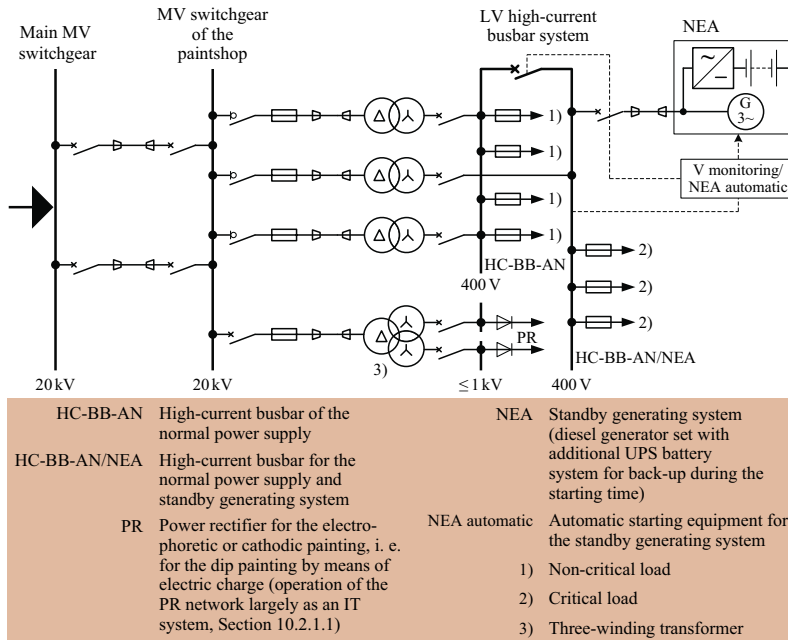 Main MV
switchgear
MV switchgear
of the
paintshop
LV high-current
busbar system
NEA
G
3~
1)
1)
1)
1)
V monitoring/
NEA automatic
2)
2)
2)
HC-BB-AN
400 V
PR
3)
HC-BB-AN/NEA
20 kV
20 kV
≤ 1 kV
400 V
HC-BB-AN High-current busbar of the
normal power supply
HC-BB-AN/NEA High-current busbar for the
normal power supply and
standby generating system
PR Power rectifier for the electro-
phoretic or cathodic painting, i. e.
for the dip painting by means of
electric charge (operation of the
PR network largely as an IT
system, Section 10.2.1.1)
NEA Standby generating system
(diesel generator set with
additional UPS battery
system for back-up during the
starting time)
NEA automatic Automatic starting equipment for
the standby generating system
1) Non-critical load
2) Critical load
3) Three-winding transformer